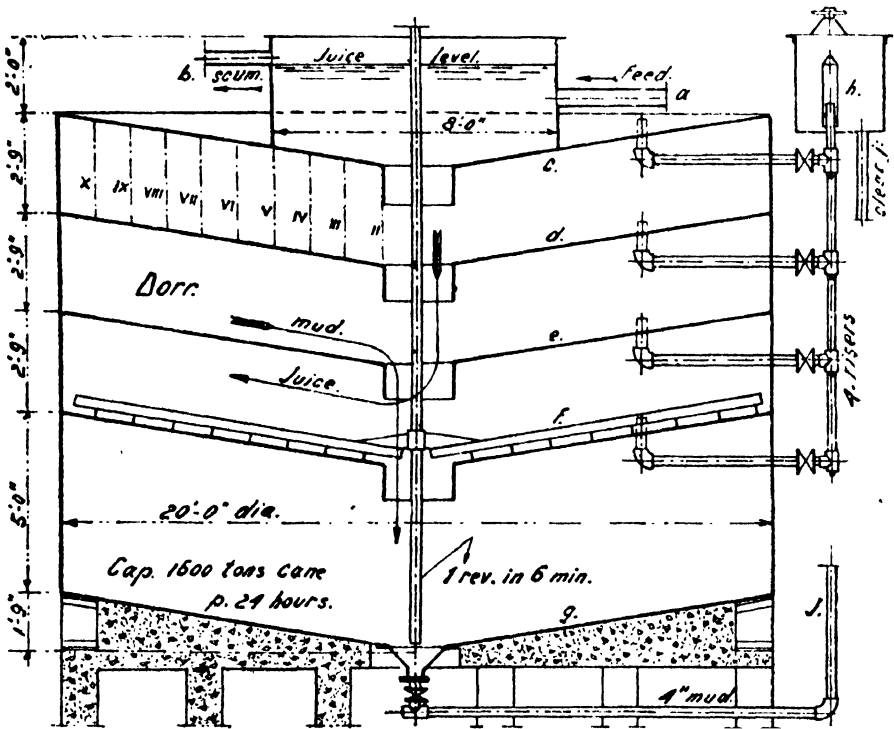 2'-0"
b.
scum.
Juice level.
Feed.
a
8'-0"
h.
clear j.
2'-9"
X IX VIII VII VI V IV III II
c.
d.
2'-9"
Dorr.
mud.
Juice.
e.
2'-9"
f.
4-risers
5'-0"
20'-0" dia.
Cap. 1600 tons cane
p. 24 hours.
1 rev. in 6 min.
1'-9"
g.
J.
4" mud.